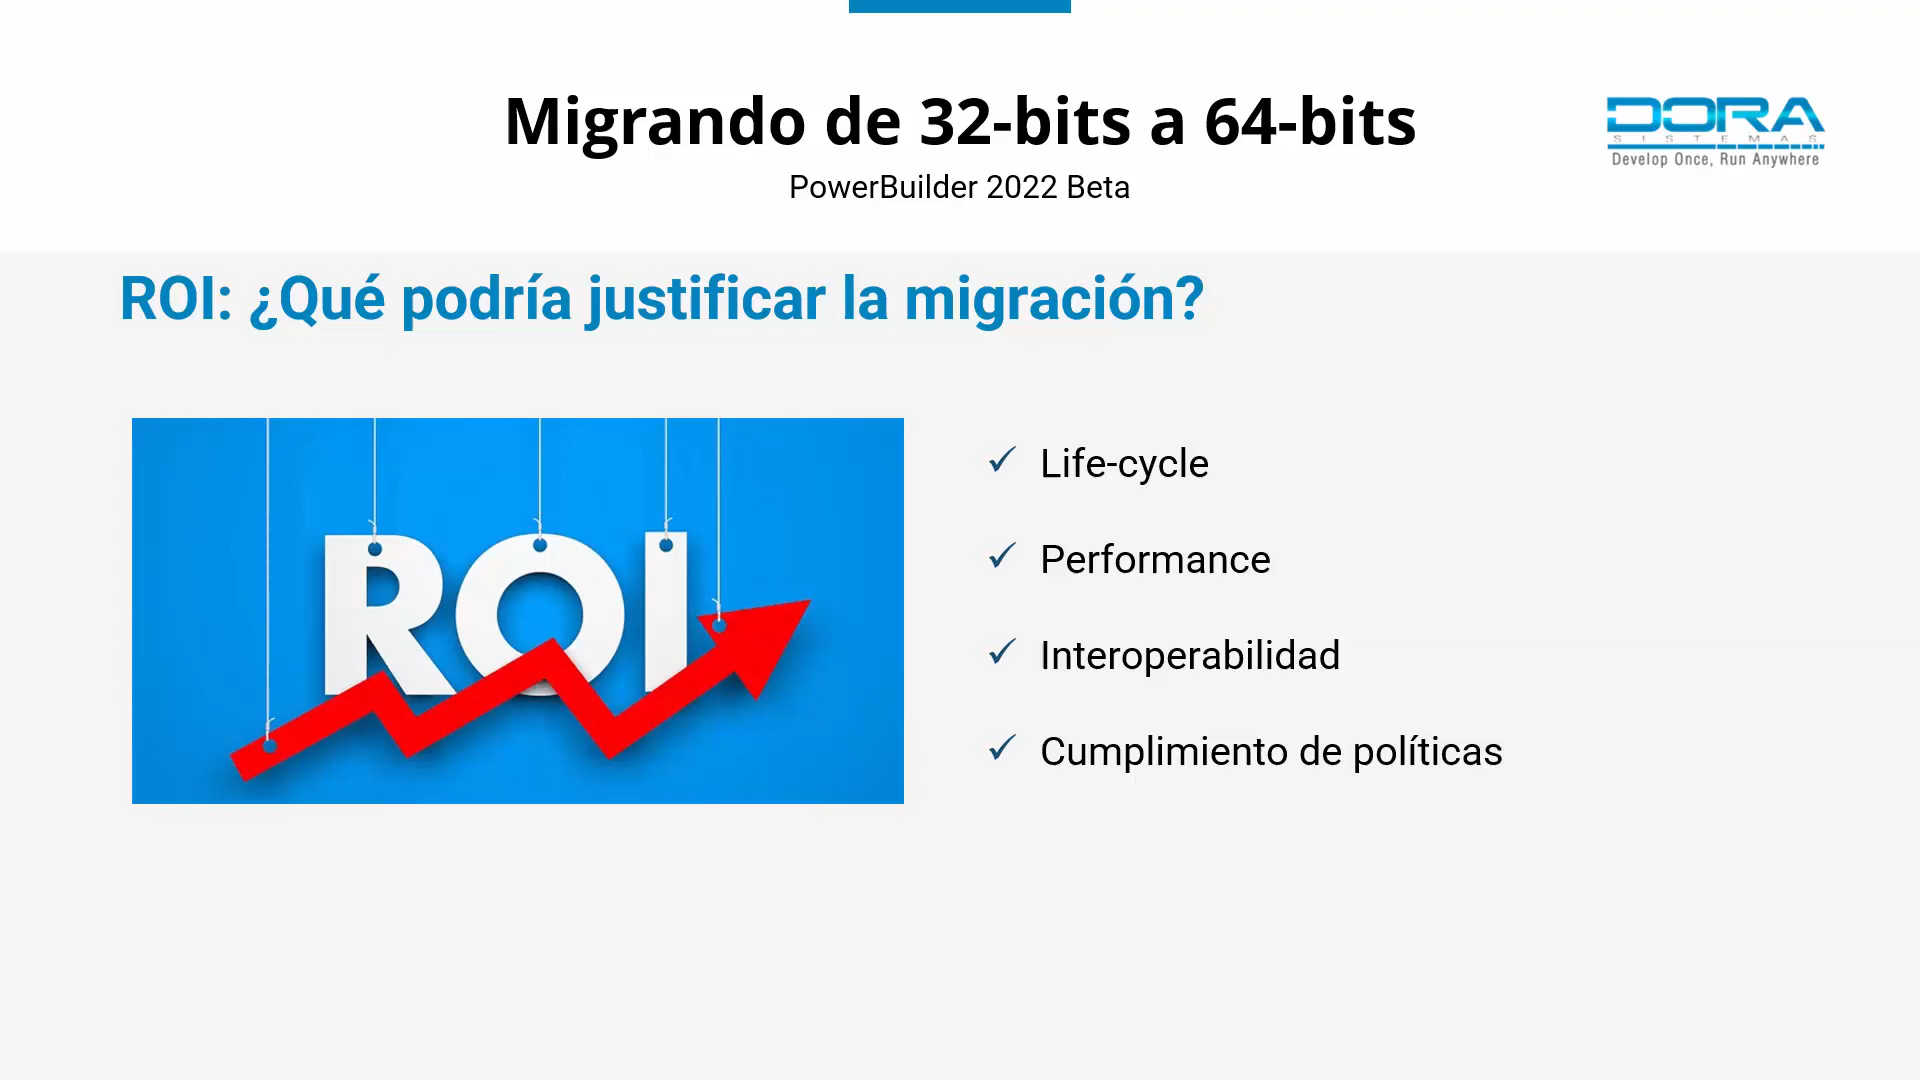 Migrando de 32-bits a 64-bits
PowerBuilder 2022 Beta
DORA
SISTEMAS
Develop Once, Run Anywhere
ROI: ¿Qué podría justificar la migración?
ROI
Life-cycle
Performance
Interoperabilidad
Cumplimiento de políticas